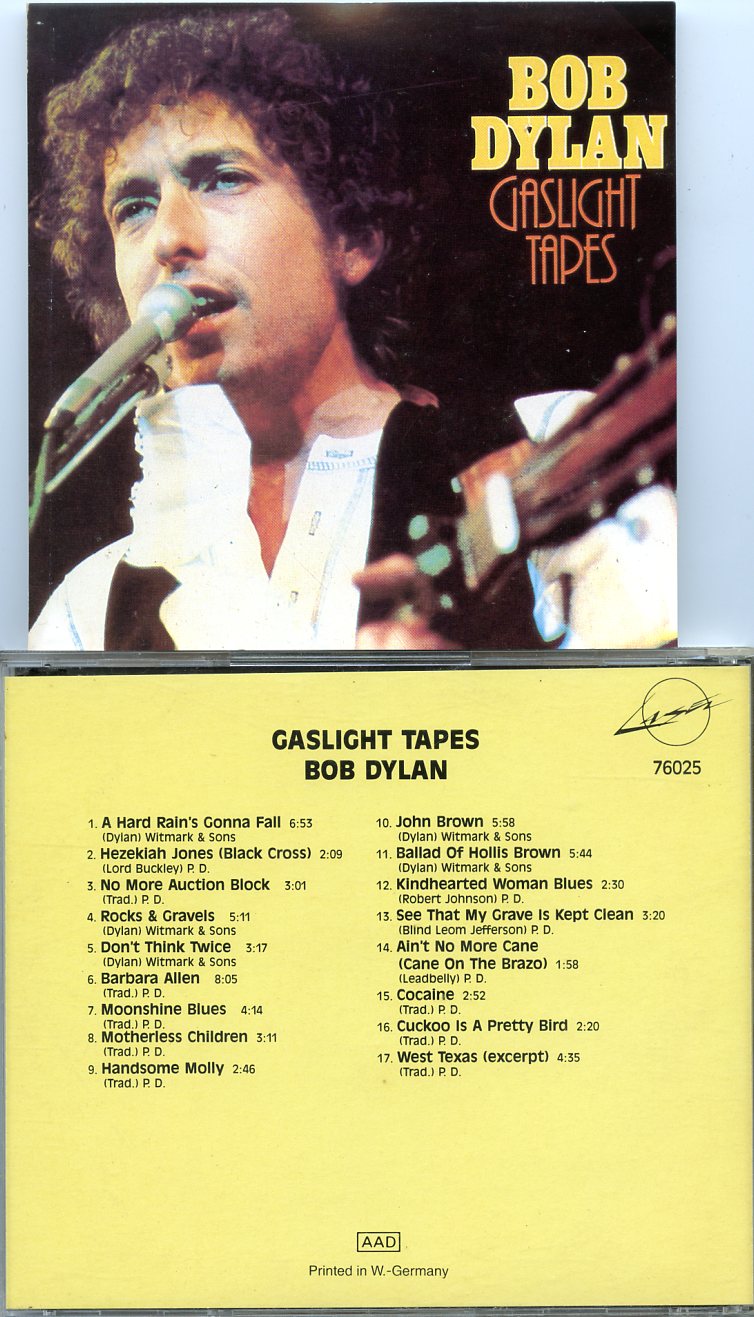 BOB
DYLAN
GASLIGHT
TAPES
Laser
GASLIGHT TAPES
BOB DYLAN
76025
1. A Hard Rain's Gonna Fall 6:53
(Dylan) Witmark & Sons
2. Hezekiah Jones (Black Cross) 2:09
(Lord Buckley) P. D.
3. No More Auction Block 3:01
(Trad.) P. D.
4. Rocks & Gravels 5:11
(Dylan) Witmark & Sons
5. Don't Think Twice 3:17
(Dylan) Witmark & Sons
6. Barbara Allen 8:05
(Trad.) P. D.
7. Moonshine Blues 4:14
(Trad.) P. D.
8. Motherless Children 3:11
(Trad.) P. D.
9. Handsome Molly 2:46
(Trad.) P. D.
10. John Brown 5:58
(Dylan) Witmark & Sons
11. Ballad Of Hollis Brown 5:44
(Dylan) Witmark & Sons
12. Kindhearted Woman Blues 2:30
(Robert Johnson) P. D.
13. See That My Grave Is Kept Clean 3:20
(Blind Leom Jefferson) P. D.
14. Ain't No More Cane
(Cane On The Brazo) 1:58
(Leadbelly) P. D.
15. Cocaine 2:52
(Trad.) P. D.
16. Cuckoo Is A Pretty Bird 2:20
(Trad.) P. D.
17. West Texas (excerpt) 4:35
(Trad.) P. D.
AAD
Printed in W.-Germany